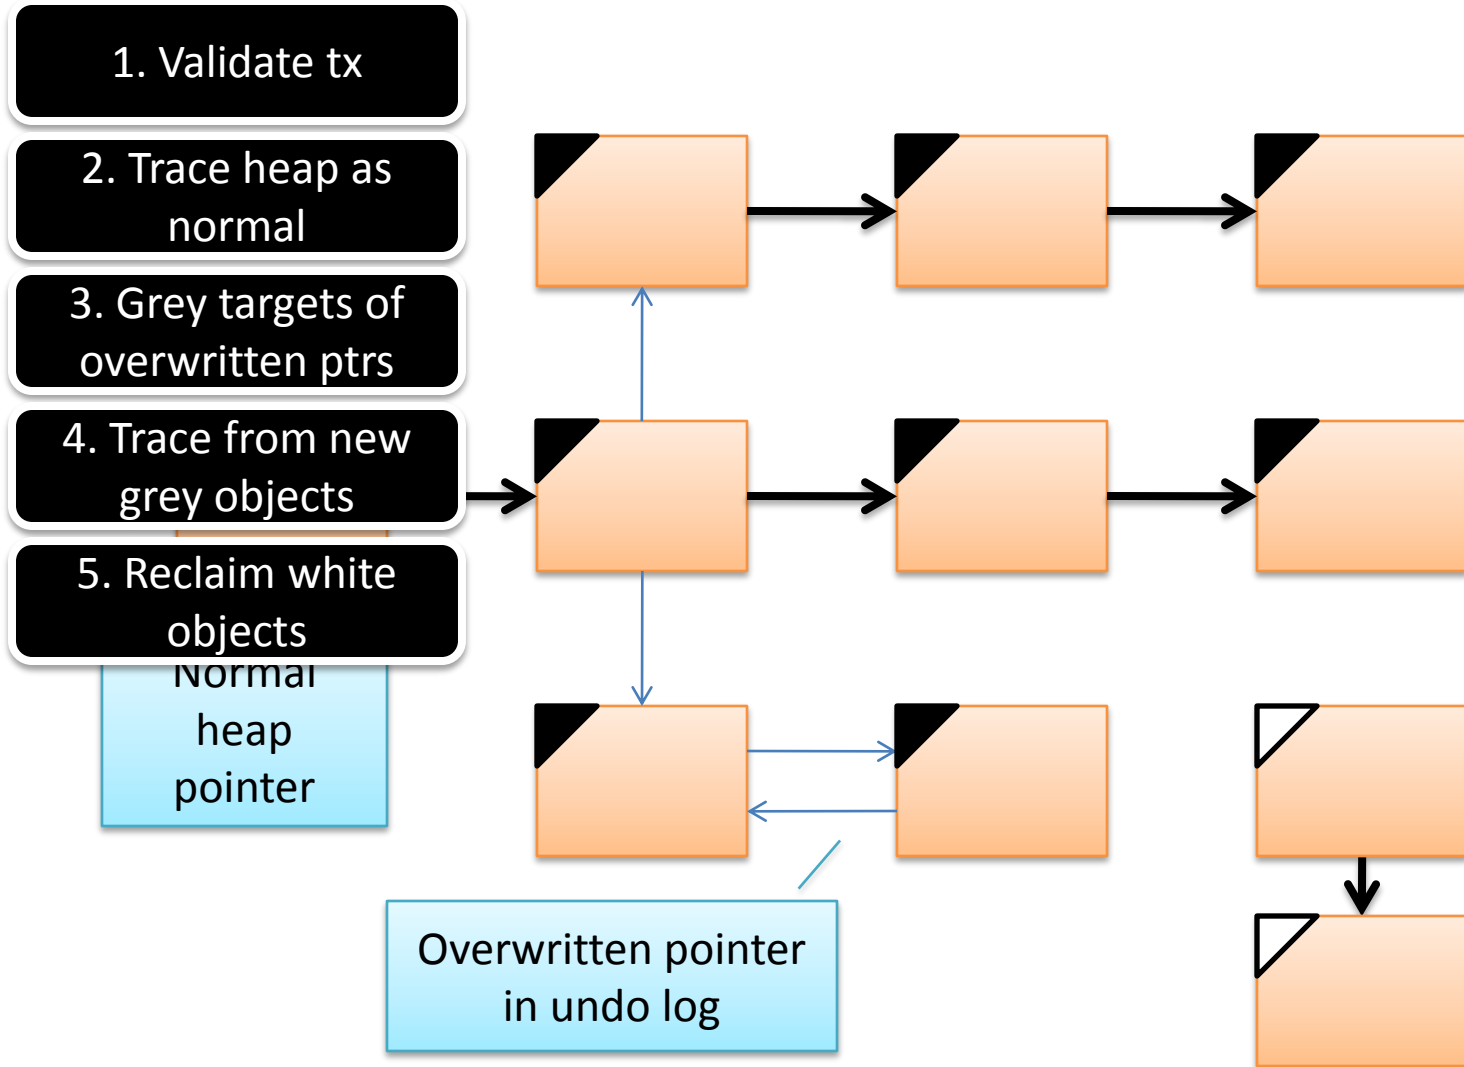 1. Validate tx
2. Trace heap as
normal
3. Grey targets of
overwritten ptrs
4. Trace from new
grey objects
5. Reclaim white
objects
Normal
heap
pointer
Overwritten pointer
in undo log